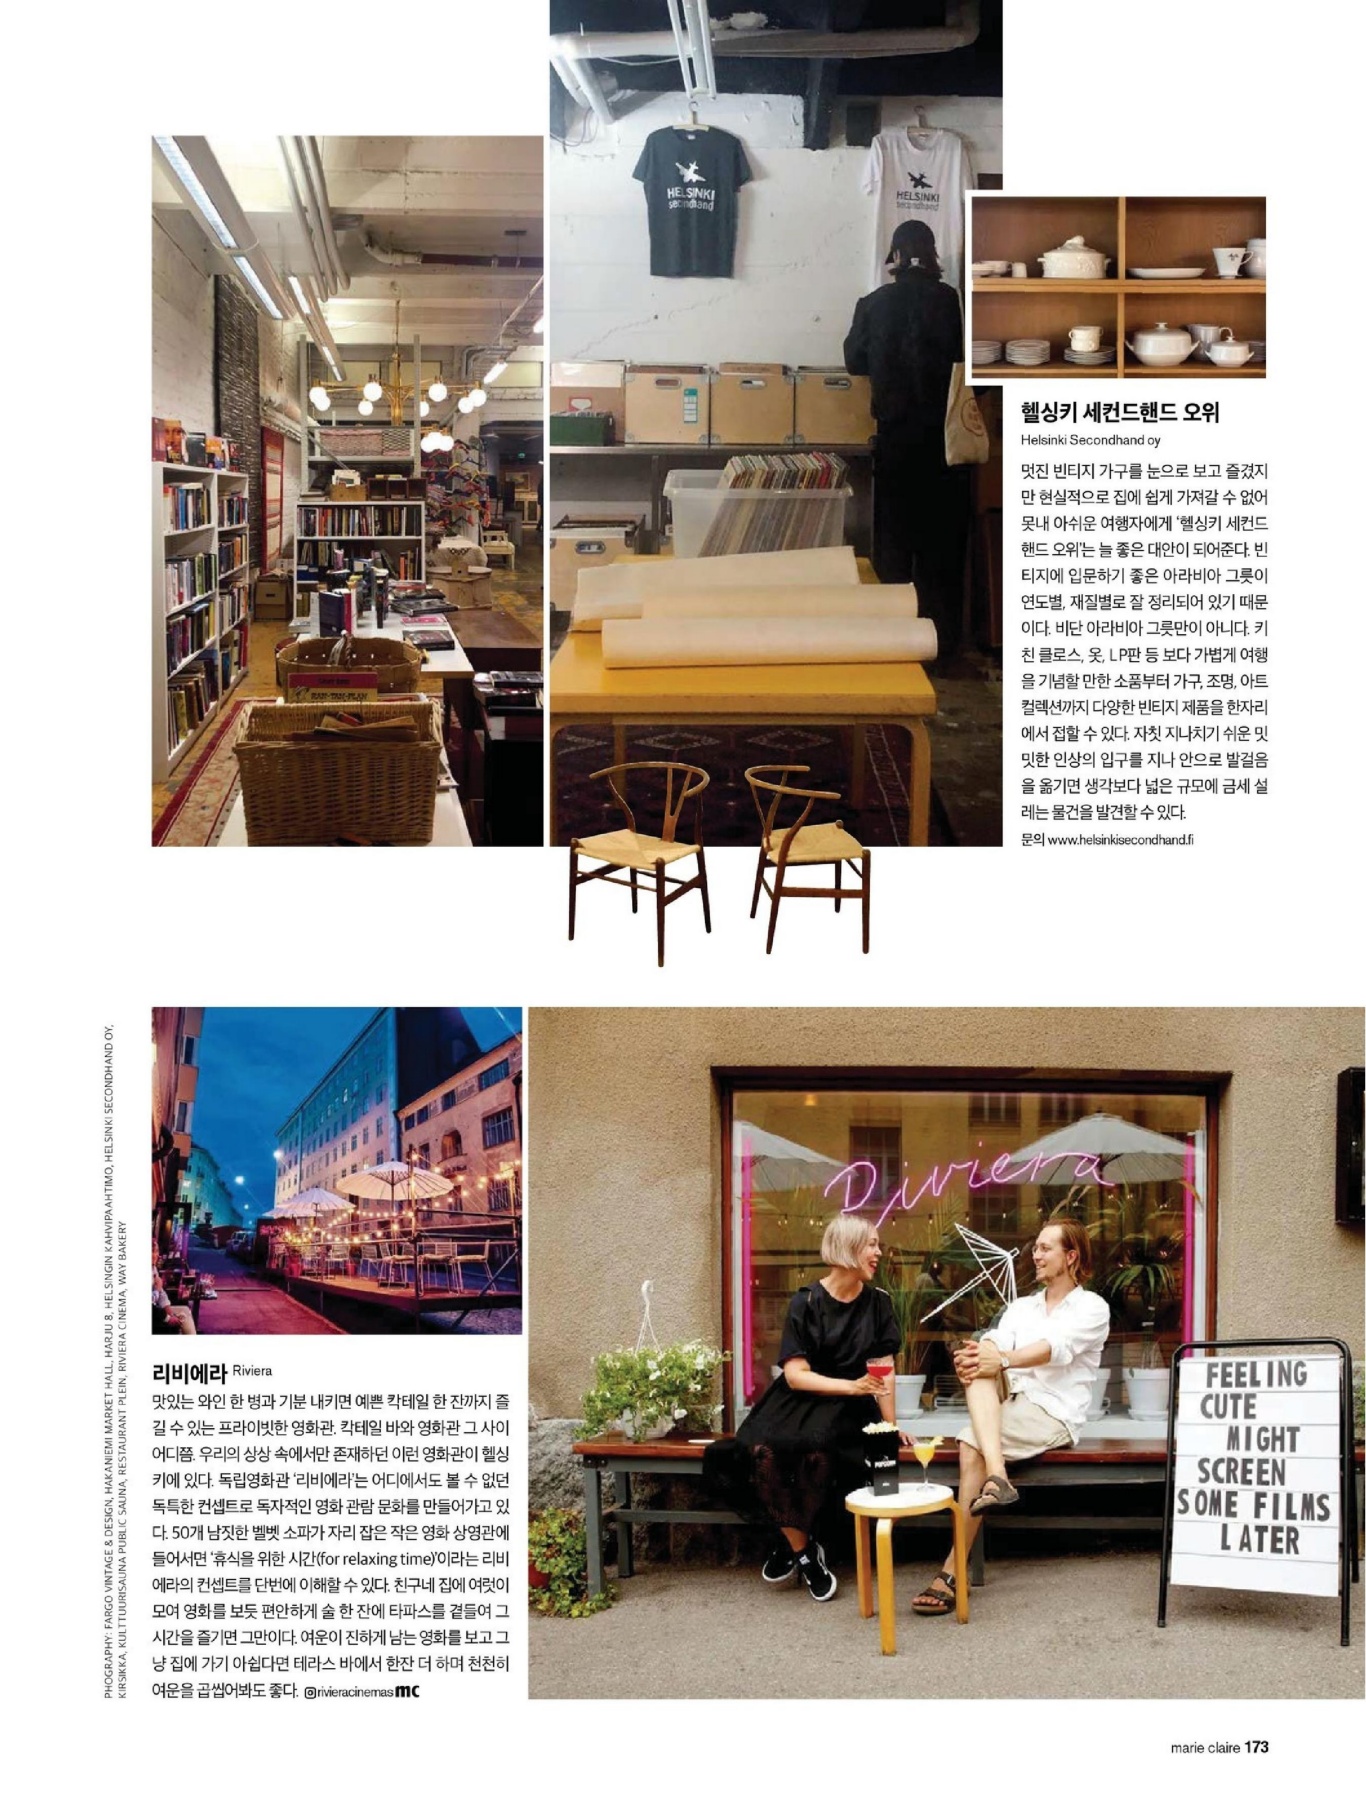 HELSINKI
secondhand
HELSINKI
secondhand
헬싱키 세컨드핸드 오위
Helsinki Secondhand oy
멋진 빈티지 가구를 눈으로 보고 즐겼지
만 현실적으로 집에 쉽게 가져갈 수 없어
못내 아쉬운 여행자에게 ‘헬싱키 세컨드
핸드 오위’는 늘 좋은 대안이 되어준다. 빈
티지에 입문하기 좋은 아라비아 그릇이
연도별, 재질별로 잘 정리되어 있기 때문
이다. 비단 아라비아 그릇만이 아니다. 키
친 클로스, 옷, LP판 등 보다 가볍게 여행
을 기념할 만한 소품부터 가구, 조명, 아트
컬렉션까지 다양한 빈티지 제품을 한자리
에서 접할 수 있다. 자칫 지나치기 쉬운 밋
밋한 인상의 입구를 지나 안으로 발걸음
을 옮기면 생각보다 넓은 규모에 금세 설
레는 물건을 발견할 수 있다.
문의 www.helsinkisecondhand.fi
PHOGRAPHY: FARGO VINTAGE & DESIGN, HAKANIEMI MARKET HALL, HARJU 8, HELSINGIN KAHVIPAAHTIMO, HELSINKI SECONDHAND OY,
KIRSIKKA, KULTTUURISAUNA PUBLIC SAUNA, RESTAURANT PLEIN, RIVIERA CINEMA, WAY BAKERY
리비에라 Riviera
맛있는 와인 한 병과 기분 내키면 예쁜 칵테일 한 잔까지 즐
길 수 있는 프라이빗한 영화관. 칵테일 바와 영화관 그 사이
어디쯤. 우리의 상상 속에서만 존재하던 이런 영화관이 헬싱
키에 있다. 독립영화관 ‘리비에라’는 어디에서도 볼 수 없던
독특한 컨셉트로 독자적인 영화 관람 문화를 만들어가고 있
다. 50개 남짓한 벨벳 소파가 자리 잡은 작은 영화 상영관에
들어서면 ‘휴식을 위한 시간(for relaxing time)’이라는 리비
에라의 컨셉트를 단번에 이해할 수 있다. 친구네 집에 여럿이
모여 영화를 보듯 편안하게 술 한 잔에 타파스를 곁들여 그
시간을 즐기면 그만이다. 여운이 진하게 남는 영화를 보고 그
냥 집에 가기 아쉽다면 테라스 바에서 한잔 더 하며 천천히
여운을 곱씹어봐도 좋다. rivieracinemas mc
Riviera
POPCORN
FEELING
CUTE
MIGHT
SCREEN
SOME FILMS
LATER
marie claire 173